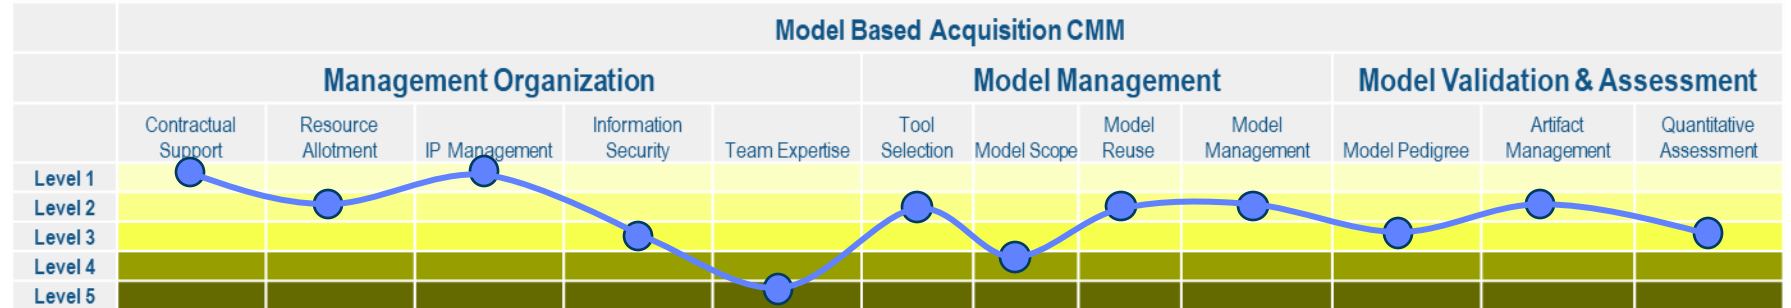 Model Based Acquisition CMM
Management Organization
Model Management
Model Validation & Assessment
Contractual
Support
Resource
Allotment
IP Management
Information
Security
Team Expertise
Tool
Selection
Model Scope
Model
Reuse
Model
Management
Model Pedigree
Artifact
Management
Quantitative
Assessment
Level 1
Level 2
Level 3
Level 4
Level 5